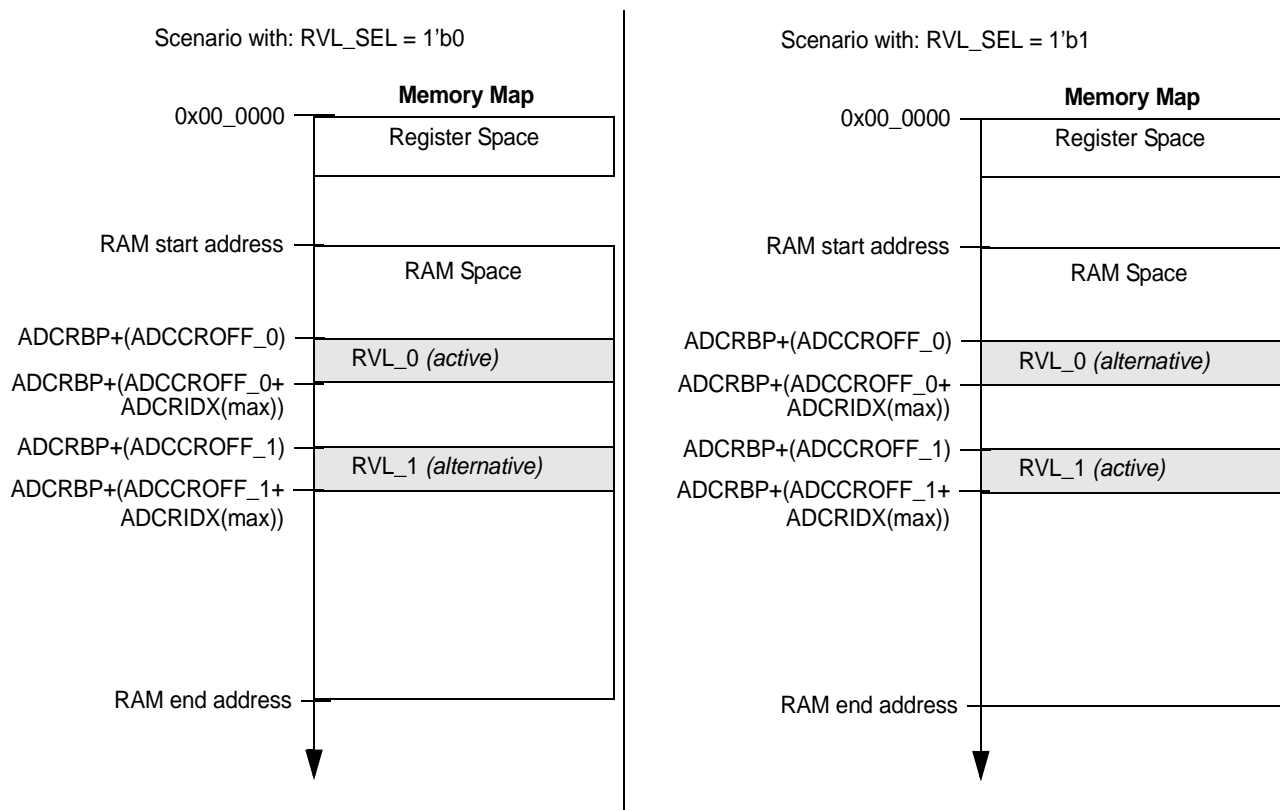 Scenario with: RVL_SEL = 1'b0
Memory Map
0x00_0000
Register Space
RAM start address
RAM Space
ADCRBP+(ADCCROFF_0)
RVL_0 (active)
ADCRBP+(ADCCROFF_0+
ADCRIDX(max))
ADCRBP+(ADCCROFF_1)
RVL_1 (alternative)
ADCRBP+(ADCCROFF_1+
ADCRIDX(max))
RAM end address
Scenario with: RVL_SEL = 1'b1
Memory Map
0x00_0000
Register Space
RAM start address
RAM Space
ADCRBP+(ADCCROFF_0)
RVL_0 (alternative)
ADCRBP+(ADCCROFF_0+
ADCRIDX(max))
ADCRBP+(ADCCROFF_1)
RVL_1 (active)
ADCRBP+(ADCCROFF_1+
ADCRIDX(max))
RAM end address